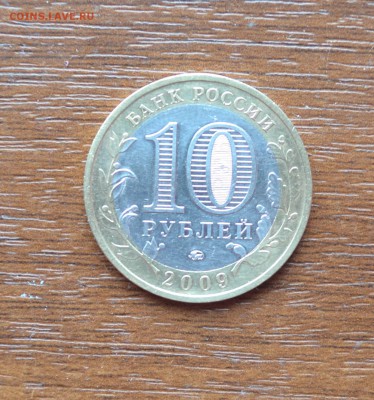 COINS.LAVE.RU
БАНК РОССИИ
10
РУБЛЕЙ
2009